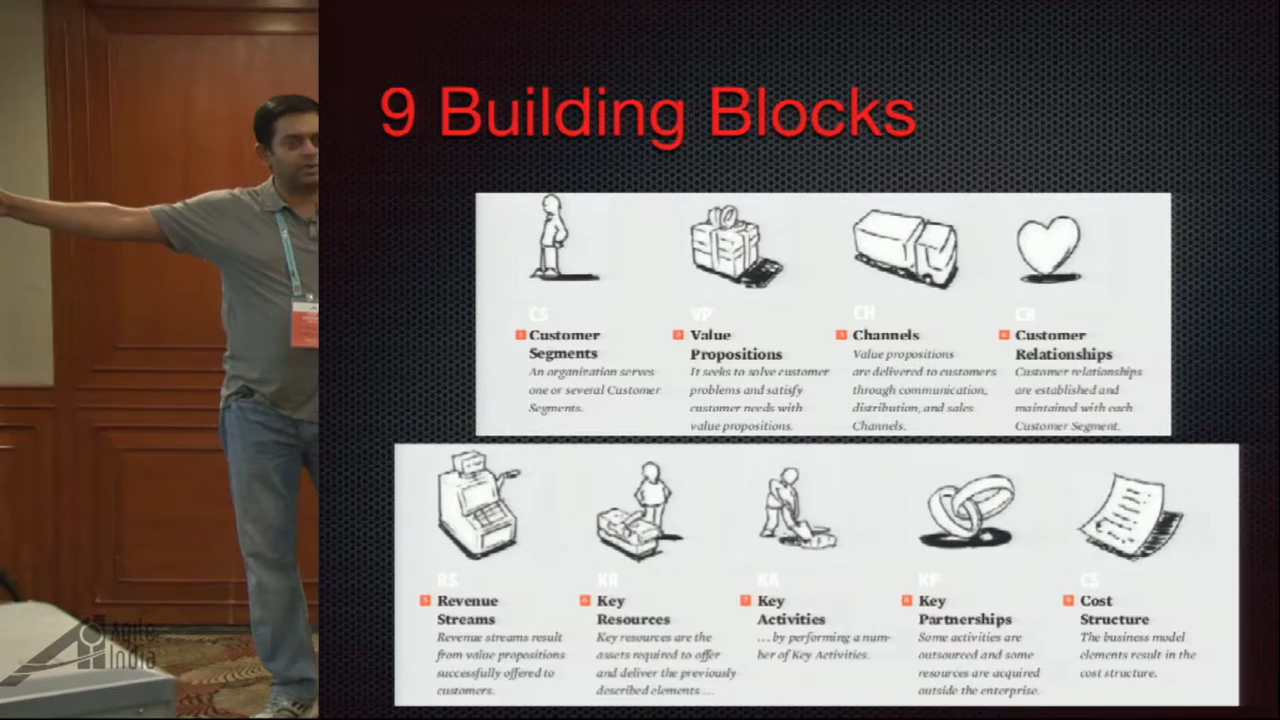 9 Building Blocks
CS
VP
CH
CR
1 Customer
Segments
An organization serves
one or several Customer
Segments.
2 Value
Propositions
It seeks to solve customer
problems and satisfy
customer needs with
value propositions.
3 Channels
Value propositions
are delivered to customers
through communication,
distribution, and sales
Channels.
4 Customer
Relationships
Customer relationships
are established and
maintained with each
Customer Segment.
RS
KR
KA
KP
CS
5 Revenue
Streams
Revenue streams result
from value propositions
successfully offered to
customers.
6 Key
Resources
Key resources are the
assets required to offer
and deliver the previously
described elements ...
7 Key
Activities
... by performing a num-
ber of Key Activities.
8 Key
Partnerships
Some activities are
outsourced and some
resources are acquired
outside the enterprise.
9 Cost
Structure
The business model
elements result in the
cost structure.
Agile
India